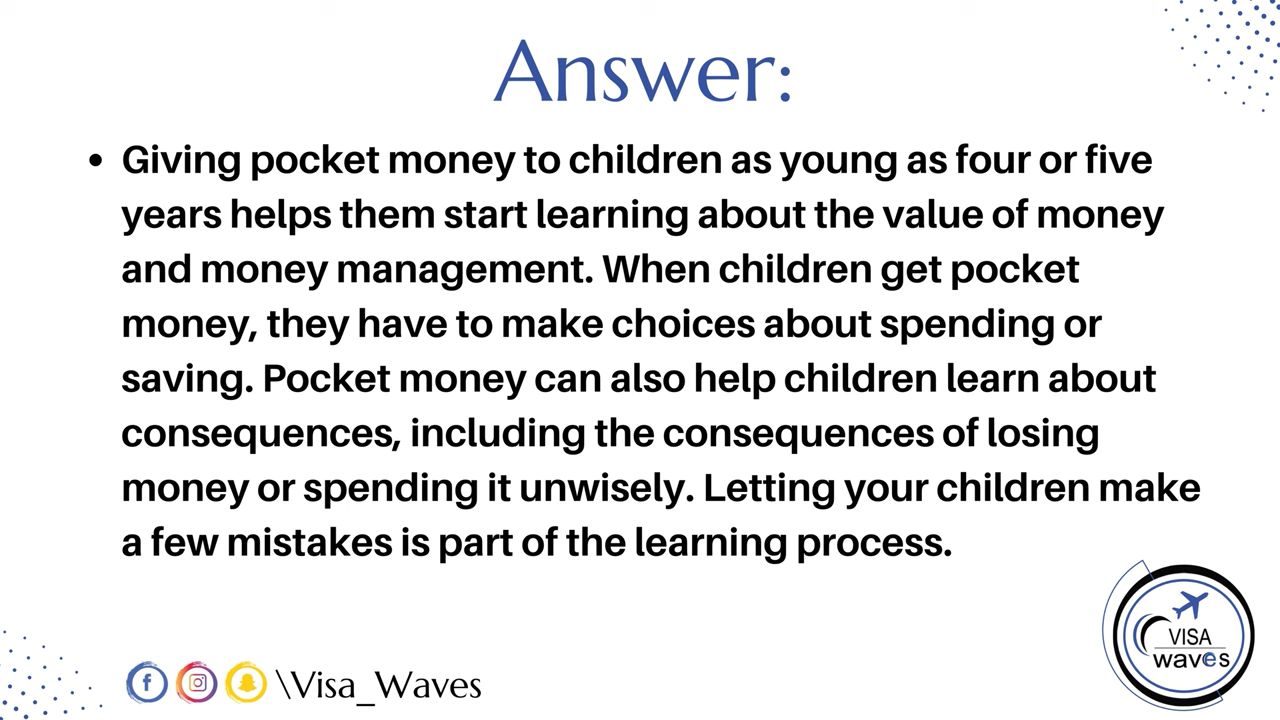 Answer:
• Giving pocket money to children as young as four or five
years helps them start learning about the value of money
and money management. When children get pocket
money, they have to make choices about spending or
saving. Pocket money can also help children learn about
consequences, including the consequences of losing
money or spending it unwisely. Letting your children make
a few mistakes is part of the learning process.
VISA
waves
\Visa_Waves